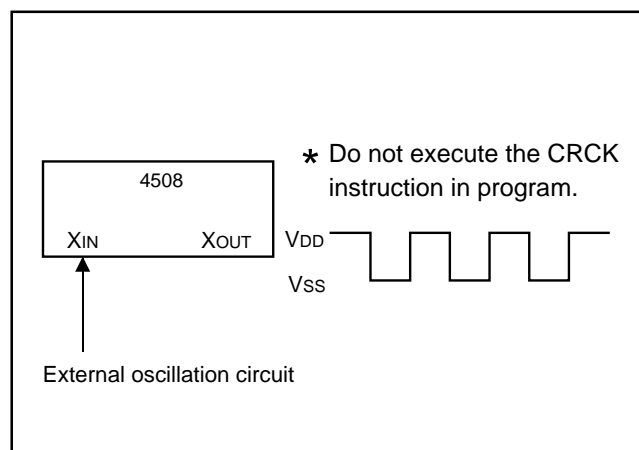 * Do not execute the CRCK
instruction in program.
4508
XIN XOUT
VDD
VSS
External oscillation circuit